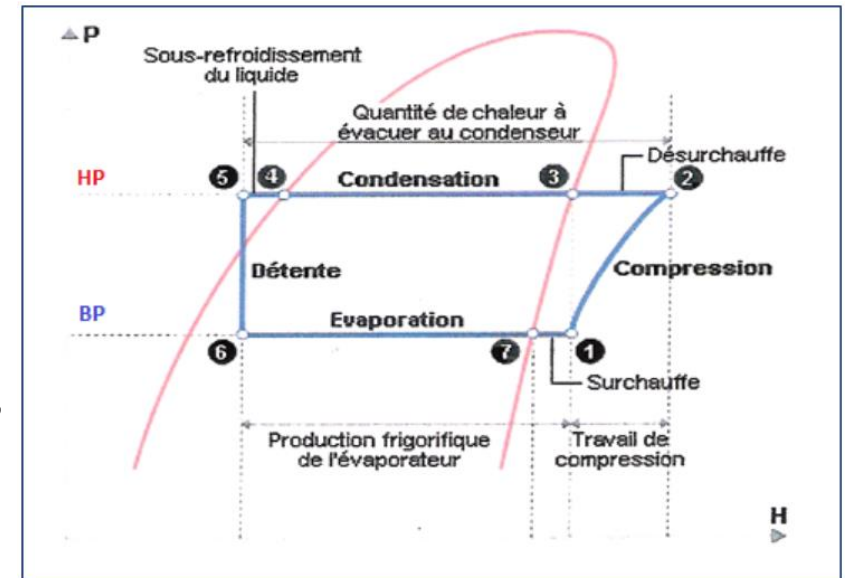 P
Sous-refroidissement
du liquide
Quantité de chaleur à
évacuer au condenseur
Désurchauffe
HP
5
4
Condensation
3
2
Détente
Compression
BP
Evaporation
6
7
1
Surchauffe
Production frigorifique
de l'évaporateur
Travail de
compression
H